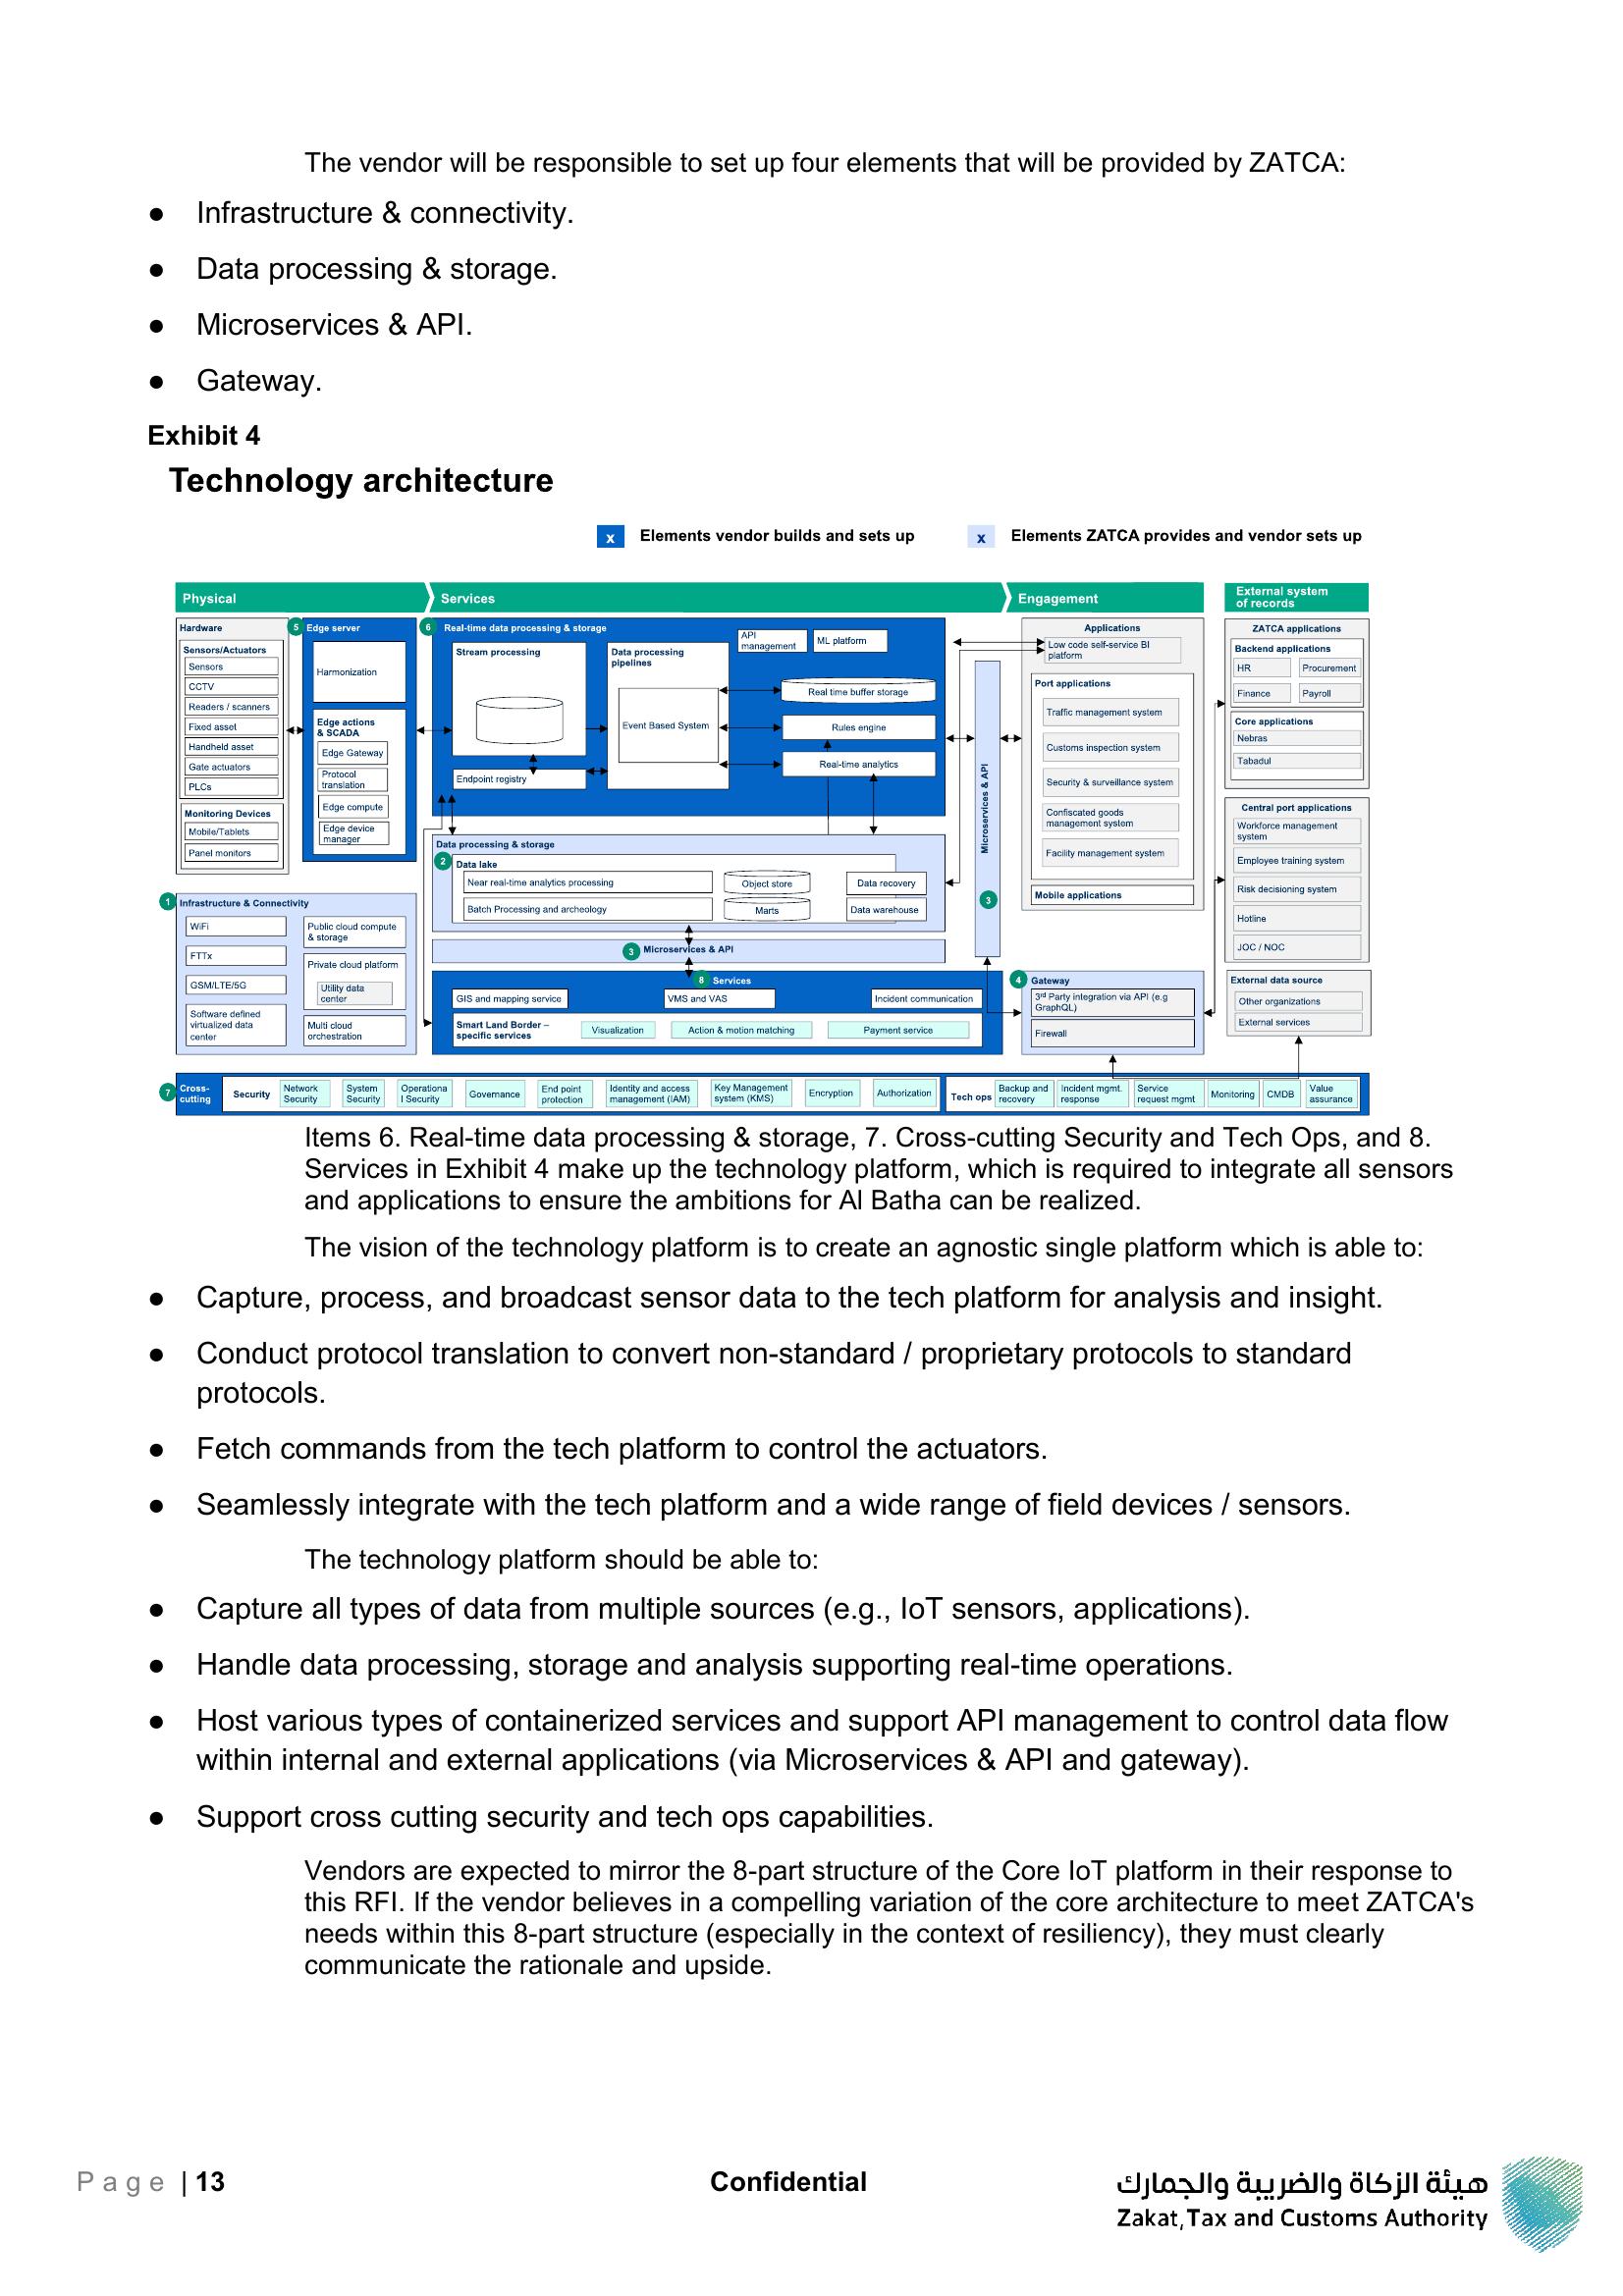 The vendor will be responsible to set up four elements that will be provided by ZATCA:
● Infrastructure & connectivity.
● Data processing & storage.
● Microservices & API.
● Gateway.
Exhibit 4
Technology architecture
x Elements vendor builds and sets up
x Elements ZATCA provides and vendor sets up
Physical
Services
Engagement
External system
of records
Hardware
Sensors/Actuators
Sensors
CCTV
Readers / scanners
Fixed asset
Handheld asset
Gate actuators
PLCs
Monitoring Devices
Mobile/Tablets
Panel monitors
5 Edge server
Harmonization
Edge actions
& SCADA
Edge Gateway
Protocol
translation
Edge compute
Edge device
manager
1 Infrastructure & Connectivity
WiFi
FTTx
GSM/LTE/5G
Software defined
virtualized data
center
Public cloud compute
& storage
Private cloud platform
Utility data
center
Multi cloud
orchestration
6 Real-time data processing & storage
Stream processing
Endpoint registry
Data processing
pipelines
Event Based System
API
management
ML platform
Real time buffer storage
Rules engine
Real-time analytics
Data processing & storage
2 Data lake
Near real-time analytics processing
Object store
Data recovery
Batch Processing and archeology
Marts
Data warehouse
3 Microservices & API
8 Services
GIS and mapping service
VMS and VAS
Incident communication
Smart Land Border –
specific services
Visualization
Action & motion matching
Payment service
Microservices & API
3
Applications
Low code self-service BI
platform
Port applications
Traffic management system
Customs inspection system
Security & surveillance system
Confiscated goods
management system
Facility management system
Mobile applications
4 Gateway
3rd Party integration via API (e.g
GraphQL)
Firewall
ZATCA applications
Backend applications
HR
Procurement
Finance
Payroll
Core applications
Nebras
Tabadul
Central port applications
Workforce management
system
Employee training system
Risk decisioning system
Hotline
JOC / NOC
External data source
Other organizations
External services
7 Cross-
cutting
Security
Network
Security
System
Security
Operationa
l Security
Governance
End point
protection
Identity and access
management (IAM)
Key Management
system (KMS)
Encryption
Authorization
Tech ops
Backup and
recovery
Incident mgmt.
response
Service
request mgmt
Monitoring
CMDB
Value
assurance
Items 6. Real-time data processing & storage, 7. Cross-cutting Security and Tech Ops, and 8.
Services in Exhibit 4 make up the technology platform, which is required to integrate all sensors
and applications to ensure the ambitions for Al Batha can be realized.
The vision of the technology platform is to create an agnostic single platform which is able to:
● Capture, process, and broadcast sensor data to the tech platform for analysis and insight.
● Conduct protocol translation to convert non-standard / proprietary protocols to standard
protocols.
● Fetch commands from the tech platform to control the actuators.
● Seamlessly integrate with the tech platform and a wide range of field devices / sensors.
The technology platform should be able to:
● Capture all types of data from multiple sources (e.g., IoT sensors, applications).
● Handle data processing, storage and analysis supporting real-time operations.
● Host various types of containerized services and support API management to control data flow
within internal and external applications (via Microservices & API and gateway).
● Support cross cutting security and tech ops capabilities.
Vendors are expected to mirror the 8-part structure of the Core IoT platform in their response to
this RFI. If the vendor believes in a compelling variation of the core architecture to meet ZATCA's
needs within this 8-part structure (especially in the context of resiliency), they must clearly
communicate the rationale and upside.
Page | 13
Confidential
هيئة الزكاة والضريبة والجمارك
Zakat,Tax and Customs Authority